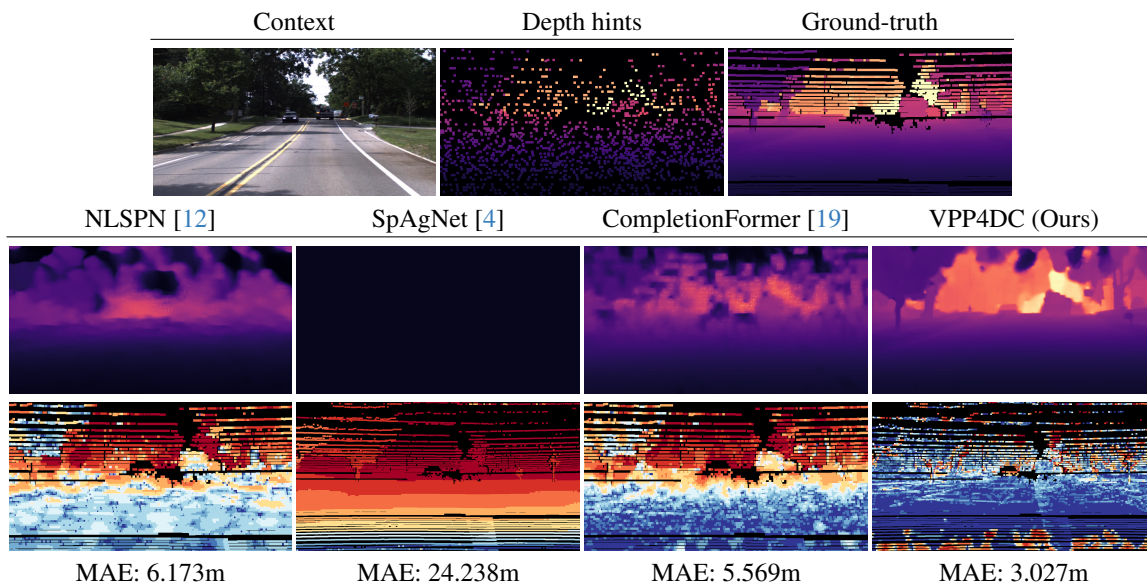 Context Depth hints Ground-truth
NLSPN [12] SpAgNet [4] CompletionFormer [19] VPP4DC (Ours)
MAE: 6.173m MAE: 24.238m MAE: 5.569m MAE: 3.027m